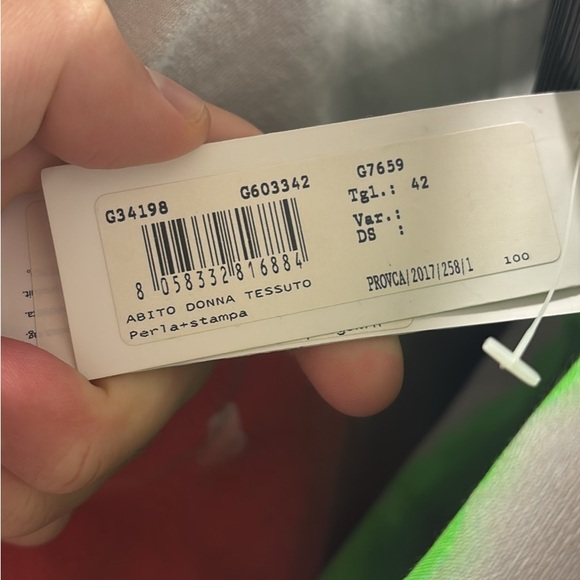 G34198 G603342 G7659
Tgl.: 42
Var.:
DS :
8 058332 816884
ABITO DONNA TESSUTO
Perla+stampa
PROVCA/2017/258/1 100